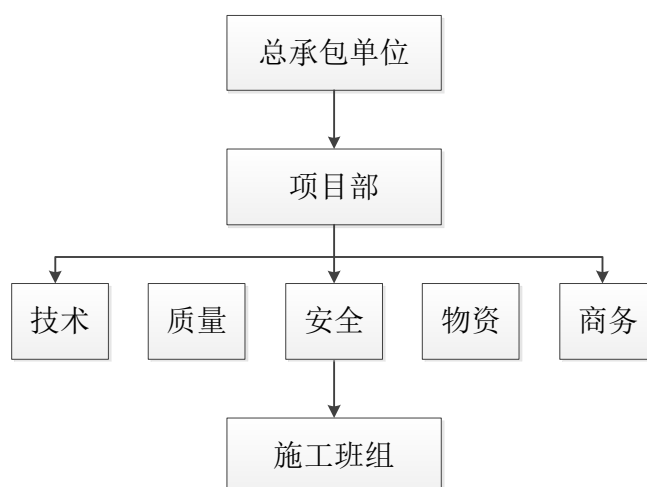 总承包单位
项目部
技术 质量 安全 物资 商务
施工班组